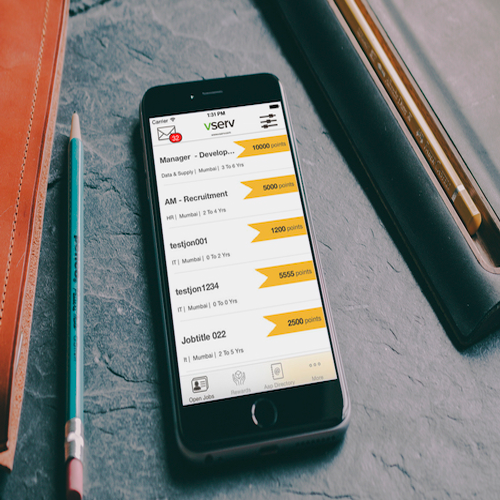 Carrier 1:31 PM
32 vserv
Manager - Develop... 10000 points
Data & Supply | Mumbai | 2 To 6 Yrs
AM - Recruitment 5000 points
HR | Mumbai | 2 To 4 Yrs
testjon001 1200 points
IT | Mumbai | 0 To 2 Yrs
testjon1234 5555 points
IT | Mumbai | 0 To 0 Yrs
Jobtitle 022 2500 points
It | Mumbai | 2 To 5 Yrs
Open Jobs Rewards App Directory More